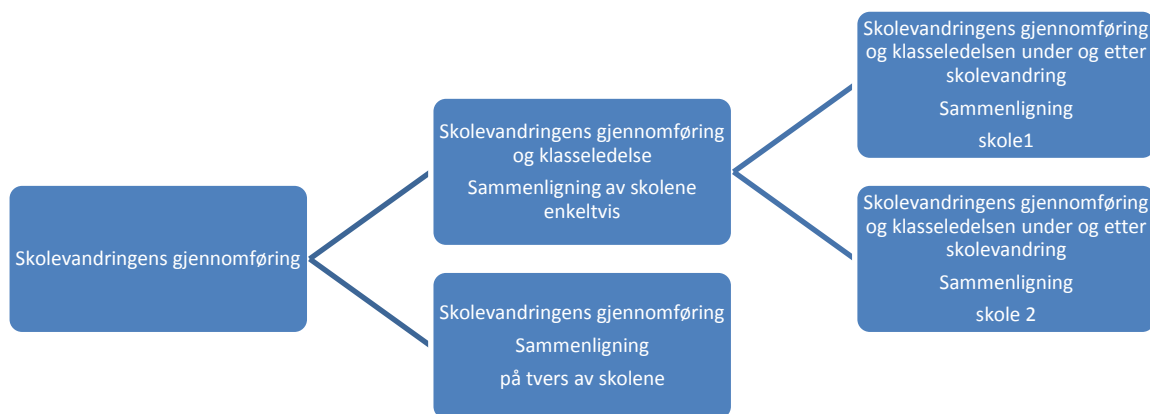 Skolevandringens gjennomføring
Skolevandringens gjennomføring
og klasseledelse
Sammenligning av skolene
enkeltvis
Skolevandringens gjennomføring
Sammenligning
på tvers av skolene
Skolevandringens gjennomføring
og klasseledelsen under og etter
skolevandring
Sammenligning
skole1
Skolevandringens gjennomføring
og klasseledelsen under og etter
skolevandring
Sammenligning
skole 2